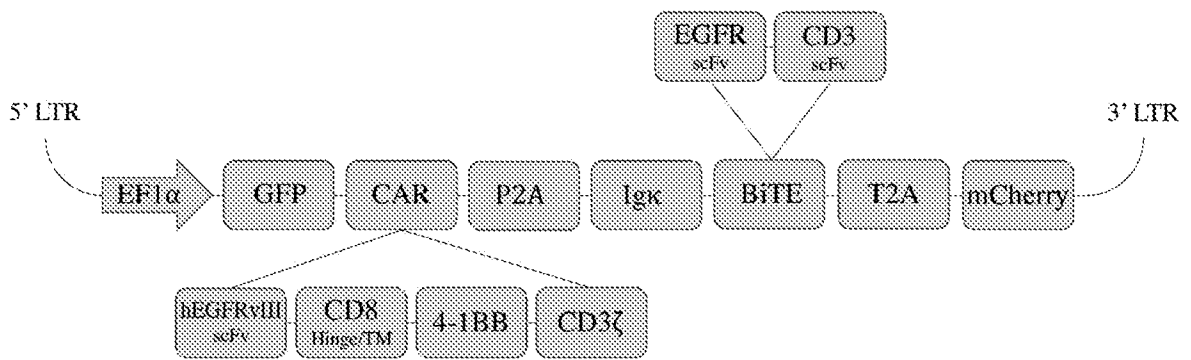 EGFR
scFv
CD3
scFv
5' LTR
3' LTR
EF1α
GFP
CAR
P2A
Igκ
BiTE
T2A
mCherry
hEGFRvIII
scFv
CD8
Hinge/TM
4-1BB
CD3ζ